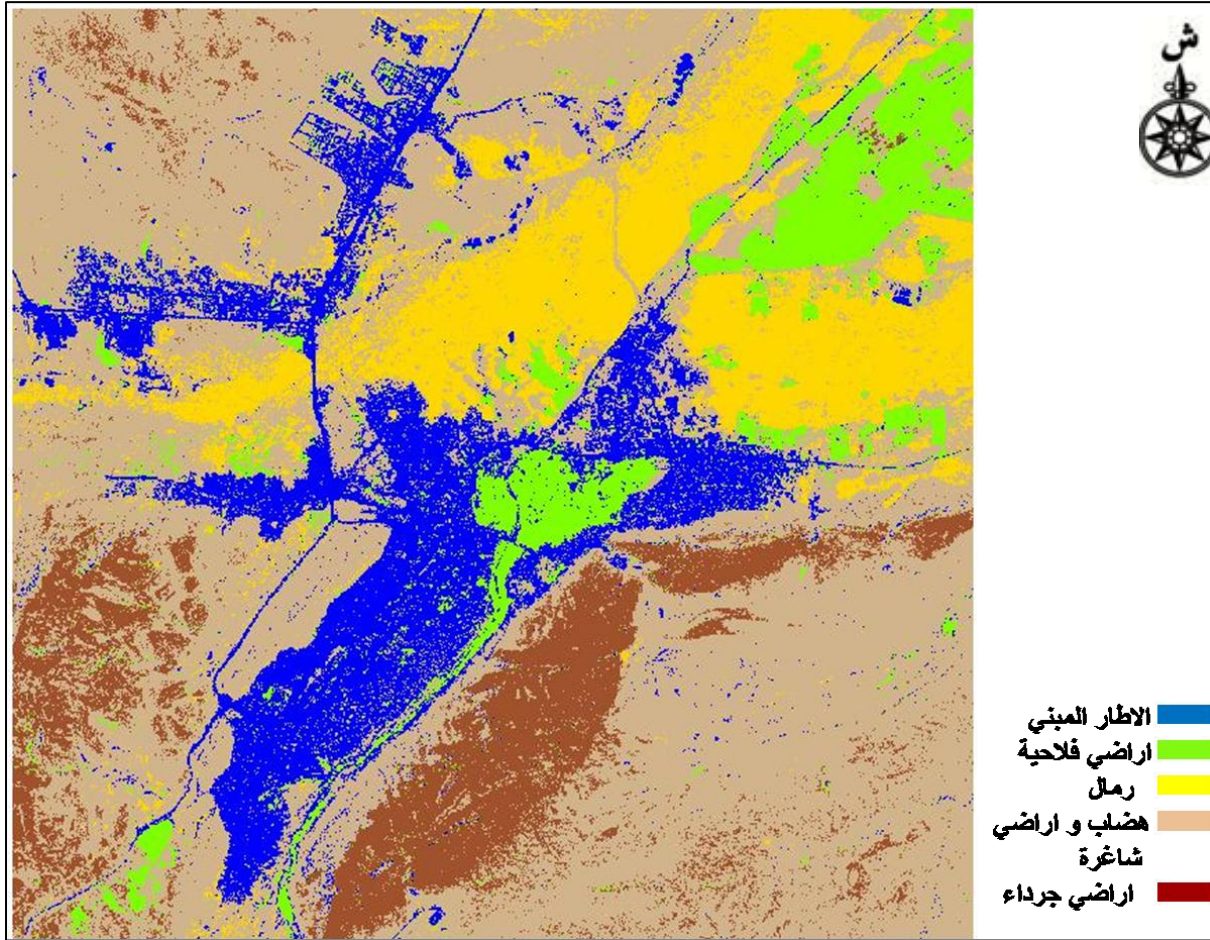 ش
الاطار المبني
اراضي فلاحية
رمال
هضاب و اراضي
شاغرة
اراضي جرداء